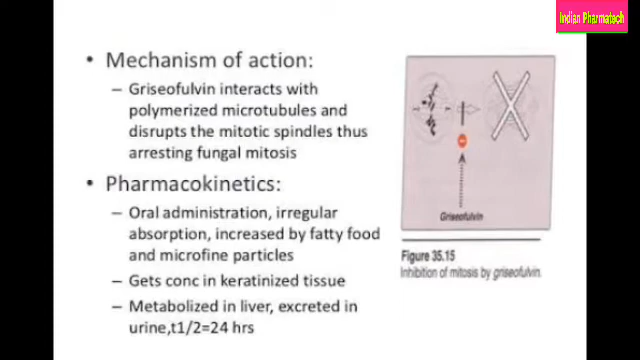 Indian Pharmatech
• Mechanism of action:
– Griseofulvin interacts with
polymerized microtubules and
disrupts the mitotic spindles thus
arresting fungal mitosis
• Pharmacokinetics:
– Oral administration, irregular
absorption, increased by fatty food
and microfine particles
– Gets conc in keratinized tissue
– Metabolized in liver, excreted in
urine,t1/2=24 hrs
Griseofulvin
Figure 35.15
Inhibition of mitosis by griseofulvin.